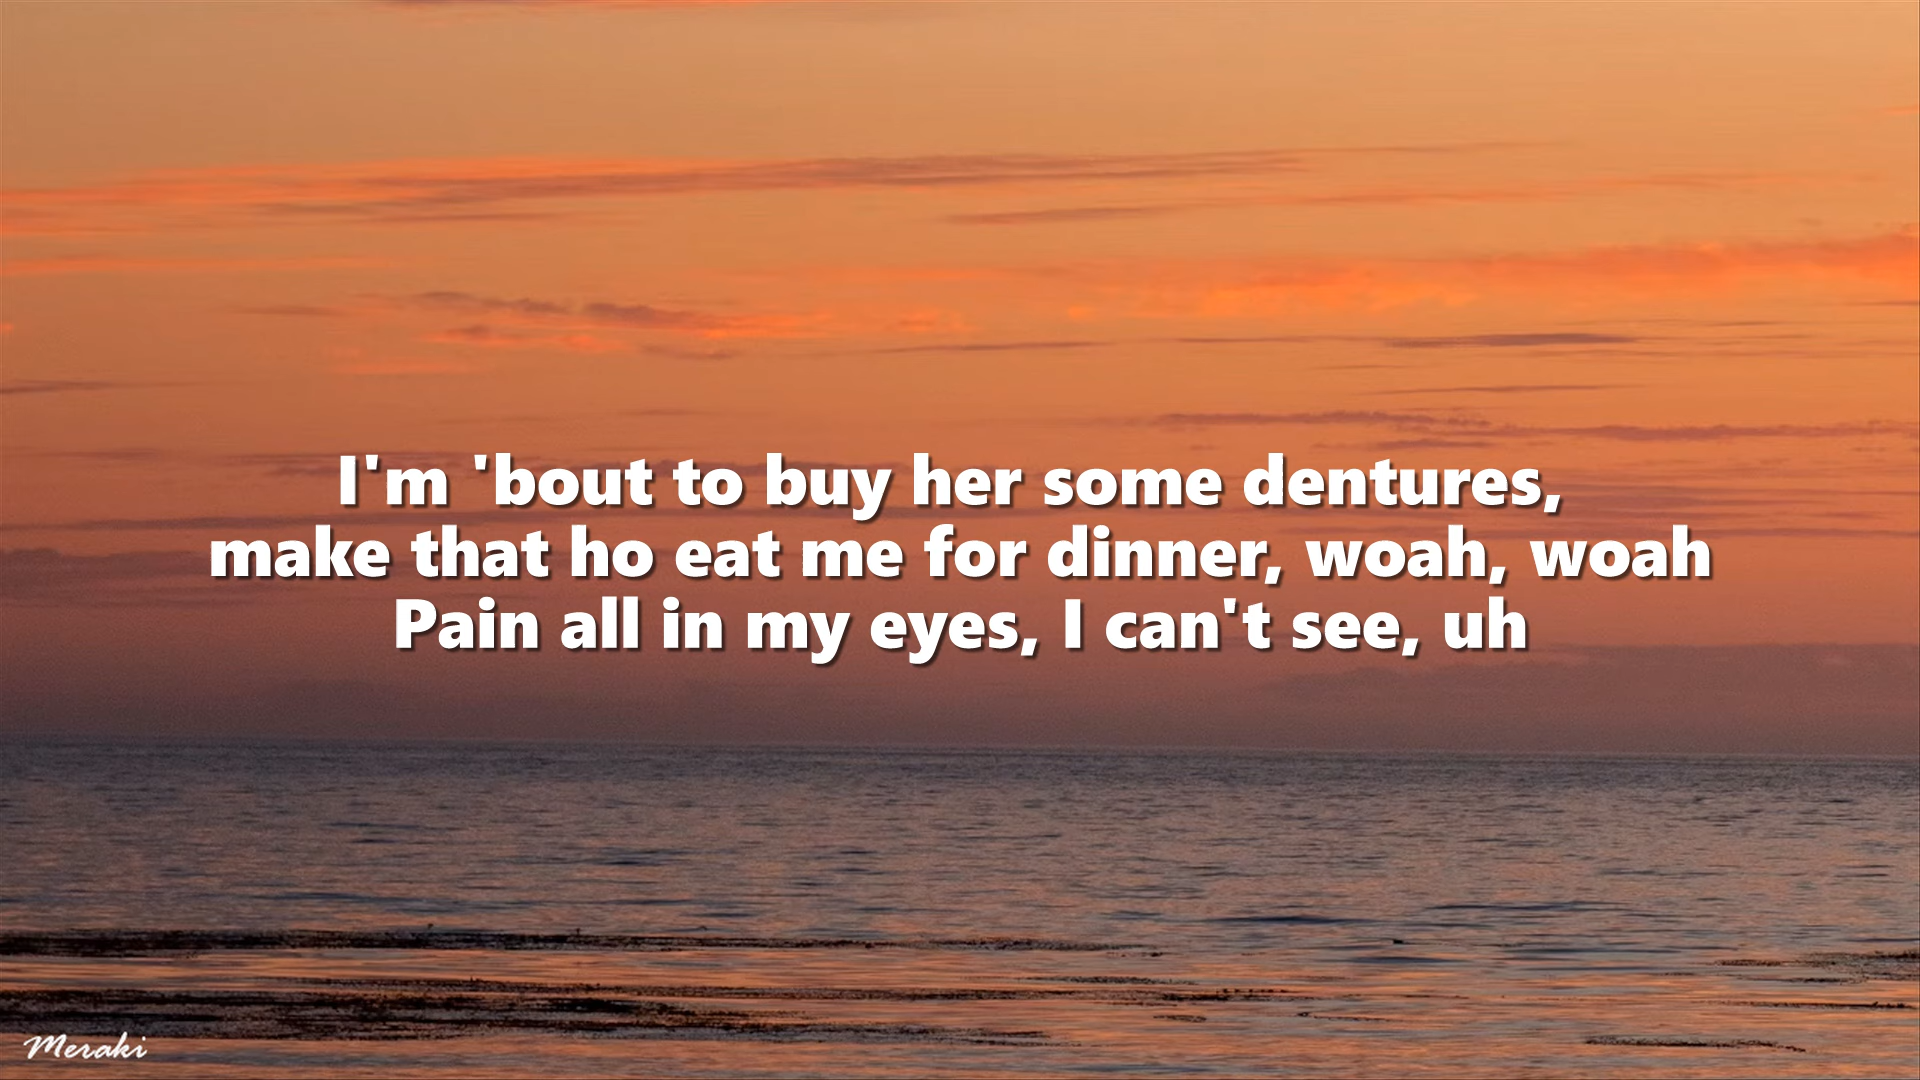 I'm 'bout to buy her some dentures,
make that ho eat me for dinner, woah, woah
Pain all in my eyes, I can't see, uh
Meraki